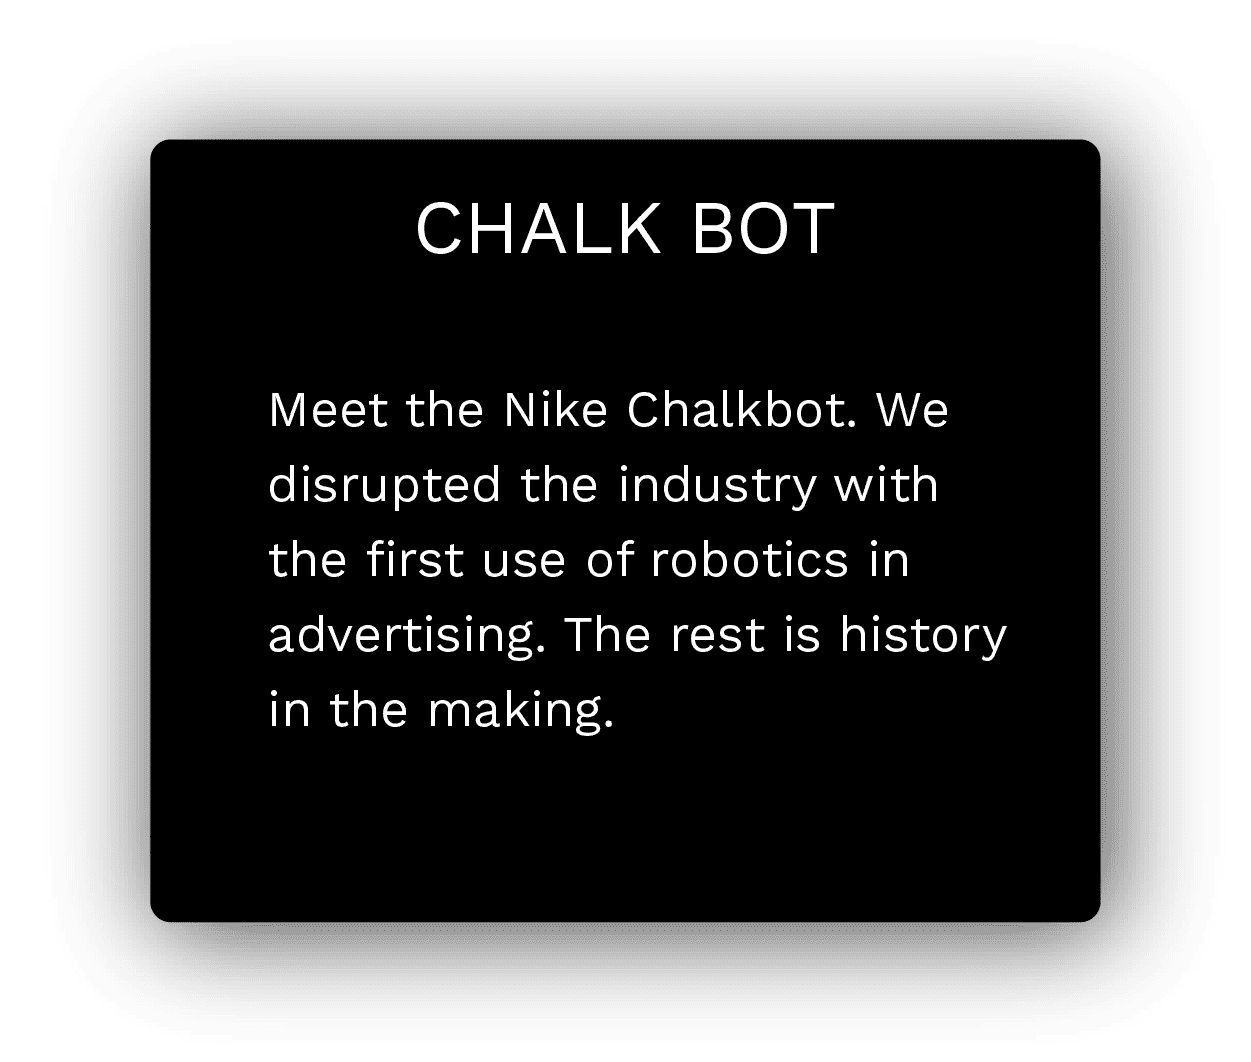 CHALK BOT
Meet the Nike Chalkbot. We
disrupted the industry with
the first use of robotics in
advertising. The rest is history
in the making.